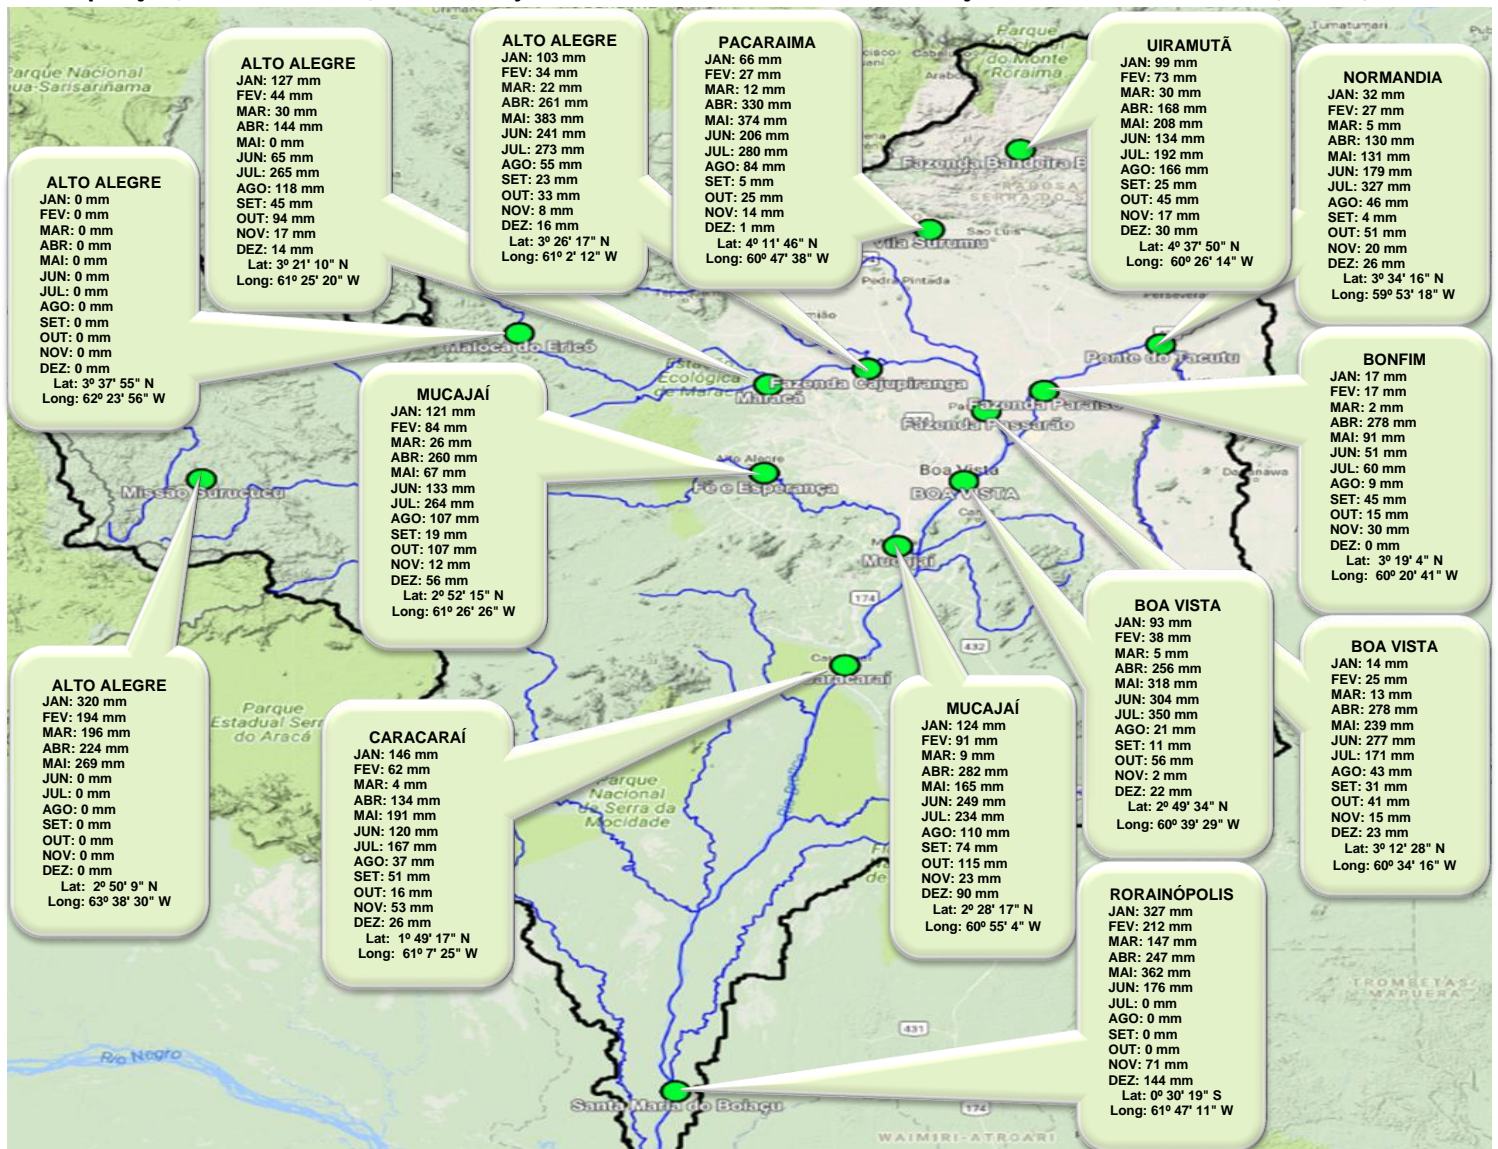 ALTO ALEGRE
JAN: 127 mm
FEV: 44 mm
MAR: 30 mm
ABR: 144 mm
MAI: 0 mm
JUN: 65 mm
JUL: 265 mm
AGO: 118 mm
SET: 45 mm
OUT: 94 mm
NOV: 17 mm
DEZ: 14 mm
Lat: 3º 21' 10" N
Long: 61º 25' 20" W
ALTO ALEGRE
JAN: 103 mm
FEV: 34 mm
MAR: 22 mm
ABR: 261 mm
MAI: 383 mm
JUN: 241 mm
JUL: 273 mm
AGO: 55 mm
SET: 23 mm
OUT: 33 mm
NOV: 8 mm
DEZ: 16 mm
Lat: 3º 26' 17" N
Long: 61º 2' 12" W
PACARAIMA
JAN: 66 mm
FEV: 27 mm
MAR: 12 mm
ABR: 330 mm
MAI: 374 mm
JUN: 206 mm
JUL: 280 mm
AGO: 84 mm
SET: 5 mm
OUT: 25 mm
NOV: 14 mm
DEZ: 1 mm
Lat: 4º 11' 46" N
Long: 60º 47' 38" W
UIRAMUTÃ
JAN: 99 mm
FEV: 73 mm
MAR: 30 mm
ABR: 168 mm
MAI: 208 mm
JUN: 134 mm
JUL: 192 mm
AGO: 166 mm
SET: 25 mm
OUT: 45 mm
NOV: 17 mm
DEZ: 30 mm
Lat: 4º 37' 50" N
Long: 60º 26' 14" W
NORMANDIA
JAN: 32 mm
FEV: 27 mm
MAR: 5 mm
ABR: 130 mm
MAI: 131 mm
JUN: 179 mm
JUL: 327 mm
AGO: 46 mm
SET: 4 mm
OUT: 51 mm
NOV: 20 mm
DEZ: 26 mm
Lat: 3º 34' 16" N
Long: 59º 53' 18" W
ALTO ALEGRE
JAN: 0 mm
FEV: 0 mm
MAR: 0 mm
ABR: 0 mm
MAI: 0 mm
JUN: 0 mm
JUL: 0 mm
AGO: 0 mm
SET: 0 mm
OUT: 0 mm
NOV: 0 mm
DEZ: 0 mm
Lat: 3º 37' 55" N
Long: 62º 23' 56" W
MUCAJAÍ
JAN: 121 mm
FEV: 84 mm
MAR: 26 mm
ABR: 260 mm
MAI: 67 mm
JUN: 133 mm
JUL: 264 mm
AGO: 107 mm
SET: 19 mm
OUT: 107 mm
NOV: 12 mm
DEZ: 56 mm
Lat: 2º 52' 15" N
Long: 61º 26' 26" W
BONFIM
JAN: 17 mm
FEV: 17 mm
MAR: 2 mm
ABR: 278 mm
MAI: 91 mm
JUN: 51 mm
JUL: 60 mm
AGO: 9 mm
SET: 45 mm
OUT: 15 mm
NOV: 30 mm
DEZ: 0 mm
Lat: 3º 19' 4" N
Long: 60º 20' 41" W
ALTO ALEGRE
JAN: 320 mm
FEV: 194 mm
MAR: 196 mm
ABR: 224 mm
MAI: 269 mm
JUN: 0 mm
JUL: 0 mm
AGO: 0 mm
SET: 0 mm
OUT: 0 mm
NOV: 0 mm
DEZ: 0 mm
Lat: 2º 50' 9" N
Long: 63º 38' 30" W
CARACARAÍ
JAN: 146 mm
FEV: 62 mm
MAR: 4 mm
ABR: 134 mm
MAI: 191 mm
JUN: 120 mm
JUL: 167 mm
AGO: 37 mm
SET: 51 mm
OUT: 16 mm
NOV: 53 mm
DEZ: 26 mm
Lat: 1º 49' 17" N
Long: 61º 7' 25" W
MUCAJAÍ
JAN: 124 mm
FEV: 91 mm
MAR: 9 mm
ABR: 282 mm
MAI: 165 mm
JUN: 249 mm
JUL: 234 mm
AGO: 110 mm
SET: 74 mm
OUT: 115 mm
NOV: 23 mm
DEZ: 90 mm
Lat: 2º 28' 17" N
Long: 60º 55' 4" W
BOA VISTA
JAN: 93 mm
FEV: 38 mm
MAR: 5 mm
ABR: 256 mm
MAI: 318 mm
JUN: 304 mm
JUL: 350 mm
AGO: 21 mm
SET: 11 mm
OUT: 56 mm
NOV: 2 mm
DEZ: 22 mm
Lat: 2º 49' 34" N
Long: 60º 39' 29" W
BOA VISTA
JAN: 14 mm
FEV: 25 mm
MAR: 13 mm
ABR: 278 mm
MAI: 239 mm
JUN: 277 mm
JUL: 171 mm
AGO: 43 mm
SET: 31 mm
OUT: 41 mm
NOV: 15 mm
DEZ: 23 mm
Lat: 3º 12' 28" N
Long: 60º 34' 16" W
RORAINÓPOLIS
JAN: 327 mm
FEV: 212 mm
MAR: 147 mm
ABR: 247 mm
MAI: 362 mm
JUN: 176 mm
JUL: 0 mm
AGO: 0 mm
SET: 0 mm
OUT: 0 mm
NOV: 71 mm
DEZ: 144 mm
Lat: 0º 30' 19" S
Long: 61º 47' 11" W
Parque
do Monte
Roraima
Tumatumari
Parque Nacional
Fazenda Bandeira B
Vila Surumu
Pedra Pintada
Maloca do Ericó
Ecológica
Maracá
Fazenda Cajupiranga
Ponte do Tacutu
Fazenda Paraíso
Fazenda Passarão
Missão Surucucu
Alto Alegre
Fé e Esperança
Boa Vista
BOA VISTA
Mucajaí
174
432
Caracaraí
Parque
Estadual Serra
do Aracá
Parque
Nacional
da Serra da
Mocidade
Rio Branco
Rio Negro
431
174
Santa Maria do Boiaçu
TROMBETAS/
MAPUERA
WAIMIRI-ATROARI